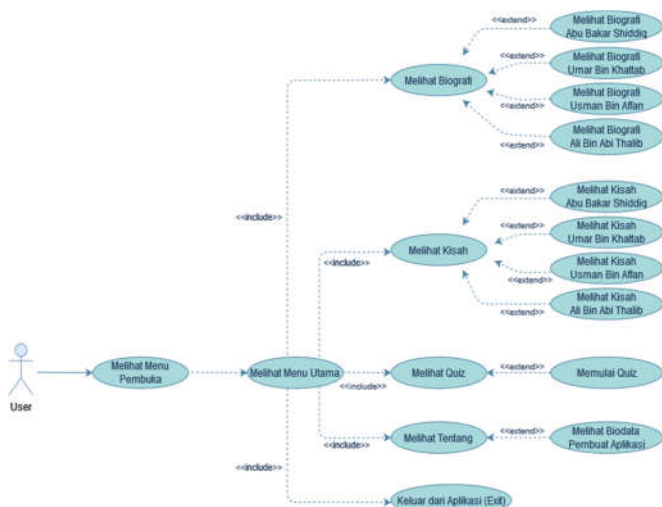 <<extend>>
Melihat Biografi
Abu Bakar Shiddiq
<<extend>>
Melihat Biografi
Umar Bin Khattab
Melihat Biografi
<<extend>>
Melihat Biografi
Usman Bin Affan
<<extend>>
Melihat Biografi
Ali Bin Abi Thalib
<<include>>
<<extend>>
Melihat Kisah
Abu Bakar Shiddiq
<<extend>>
Melihat Kisah
Umar Bin Khattab
Melihat Kisah
<<include>>
<<extend>>
Melihat Kisah
Usman Bin Affan
<<extend>>
Melihat Kisah
Ali Bin Abi Thalib
User
Melihat Menu
Pembuka
Melihat Menu Utama
<<include>>
Melihat Quiz
<<extend>>
Memulai Quiz
<<include>>
Melihat Tentang
<<extend>>
Melihat Biodata
Pembuat Aplikasi
<<include>>
Keluar dari Aplikasi (Exit)